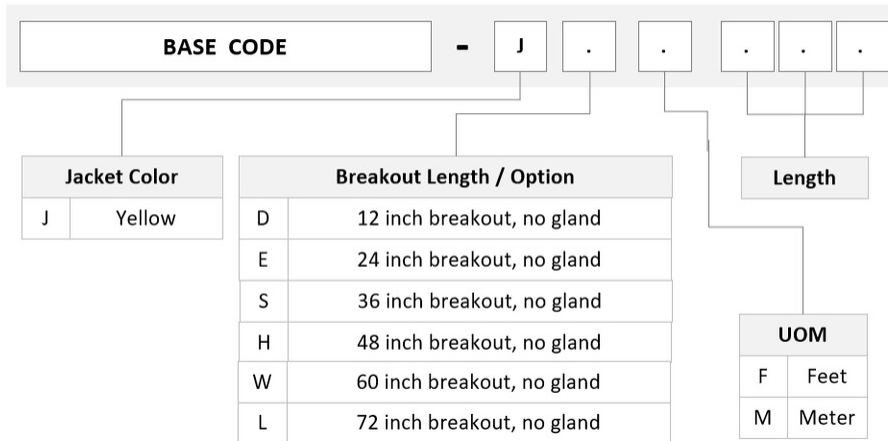 BASE CODE - J . . . . .
Jacket Color
J Yellow
Breakout Length / Option
D 12 inch breakout, no gland
E 24 inch breakout, no gland
S 36 inch breakout, no gland
H 48 inch breakout, no gland
W 60 inch breakout, no gland
L 72 inch breakout, no gland
Length
UOM
F Feet
M Meter